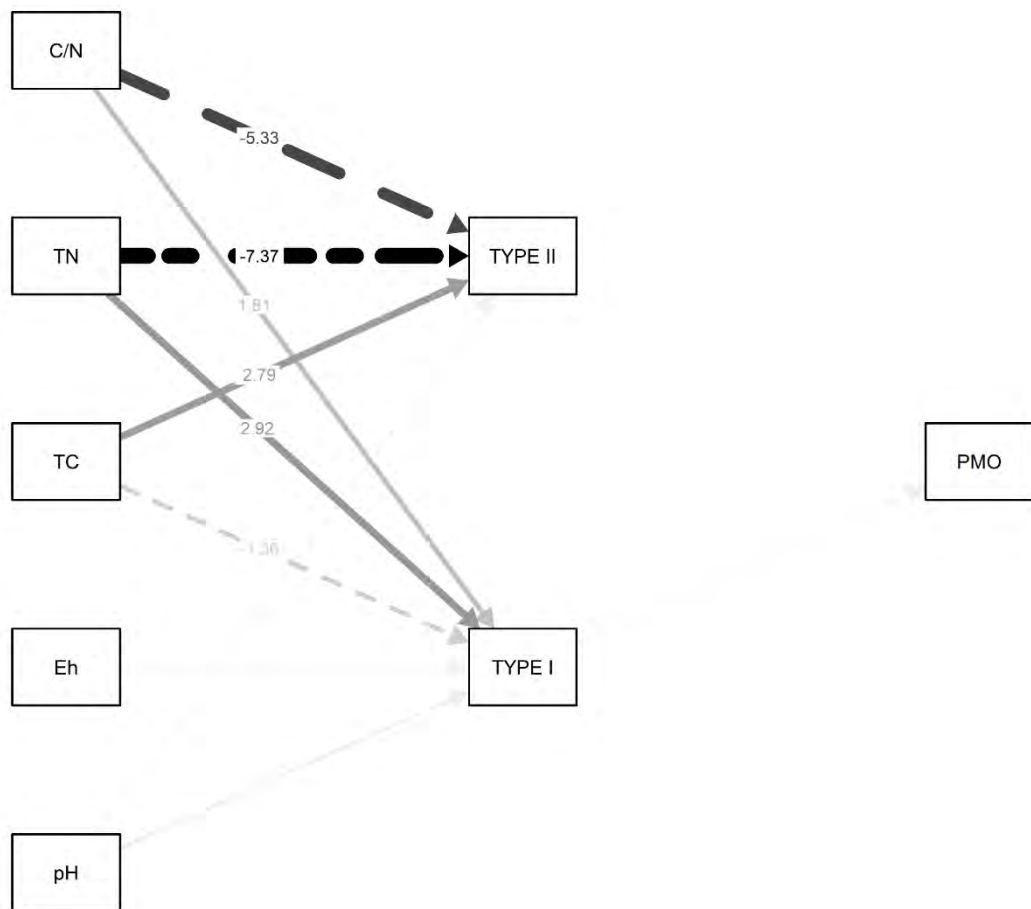 C/N
-5.33
TN
-7.37
TYPE II
1.81
2.79
2.92
TC
PMO
-1.36
Eh
TYPE I
pH